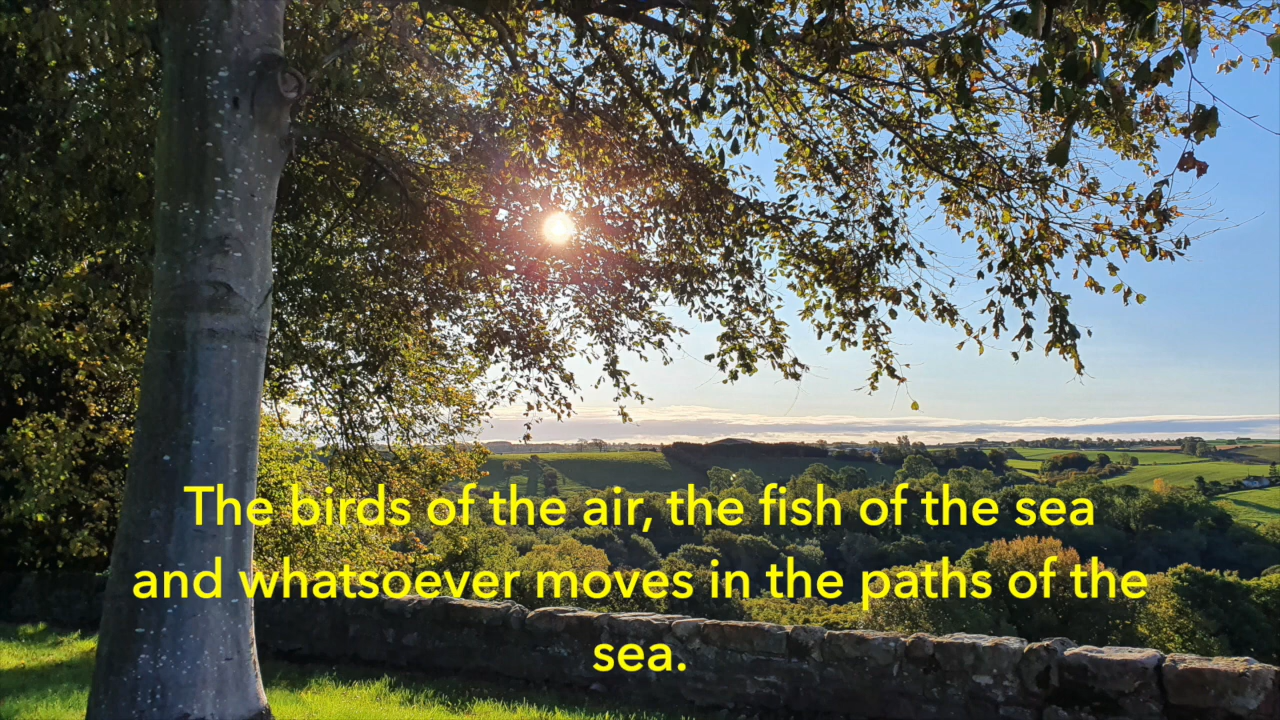 The birds of the air, the fish of the sea
and whatsoever moves in the paths of the
sea.